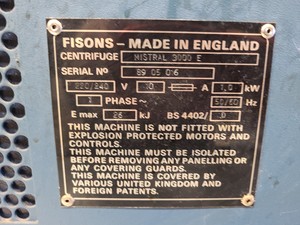 FISONS – MADE IN ENGLAND
CENTRIFUGE MISTRAL 3000 E
SERIAL Nº 89 05 016
220/240 V 10 A 1,0 kW
1 PHASE ~ 50/60 Hz
E max 26 kJ BS 4402/ D
THIS MACHINE IS NOT FITTED WITH
EXPLOSION PROTECTED MOTORS AND
CONTROLS.
THIS MACHINE MUST BE ISOLATED
BEFORE REMOVING ANY PANELLING OR
ANY COVERING GUARDS.
THIS MACHINE IS COVERED BY
VARIOUS UNITED KINGDOM AND
FOREIGN PATENTS.